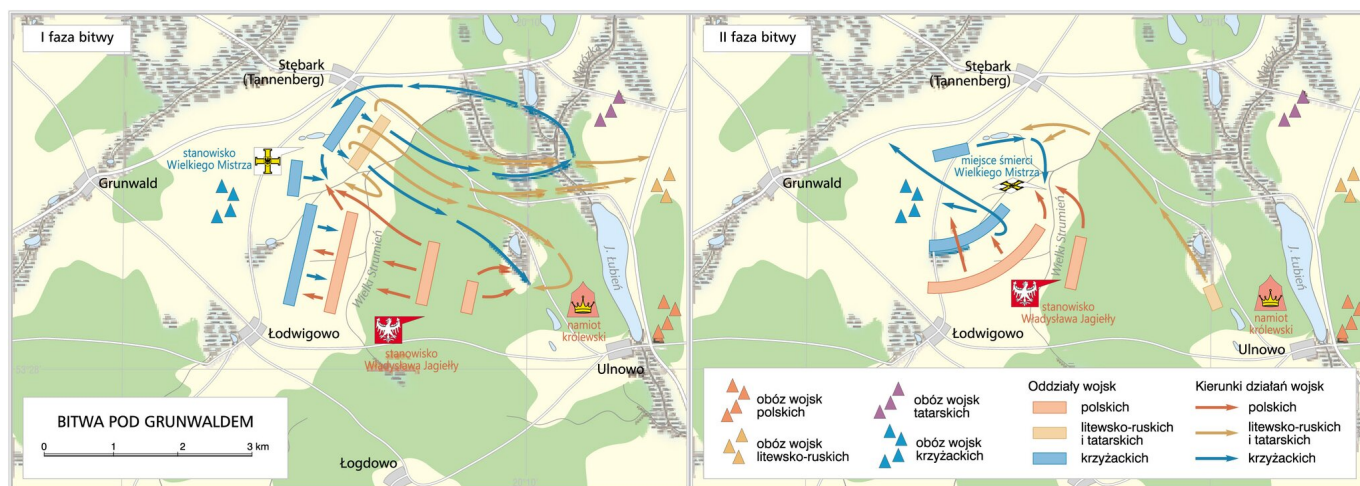 I faza bitwy
Stębark
(Tannenberg)
stanowisko
Wielkiego Mistrza
Grunwald
Wielki Strumień
J. Łubień
namiot
królewski
Łodwigowo
stanowisko
Władysława Jagiełły
Ulnowo
BITWA POD GRUNWALDEM
0 1 2 3 km
Łogdowo
II faza bitwy
Stębark
(Tannenberg)
miejsce śmierci
Wielkiego Mistrza
Grunwald
Wielki Strumień
J. Łubień
stanowisko
Władysława Jagiełły
namiot
królewski
Łodwigowo
Ulnowo
obóz wojsk
polskich
obóz wojsk
litewsko-ruskich
obóz wojsk
tatarskich
obóz wojsk
krzyżackich
Oddziały wojsk
polskich
litewsko-ruskich
i tatarskich
krzyżackich
Kierunki działań wojsk
polskich
litewsko-ruskich
i tatarskich
krzyżackich